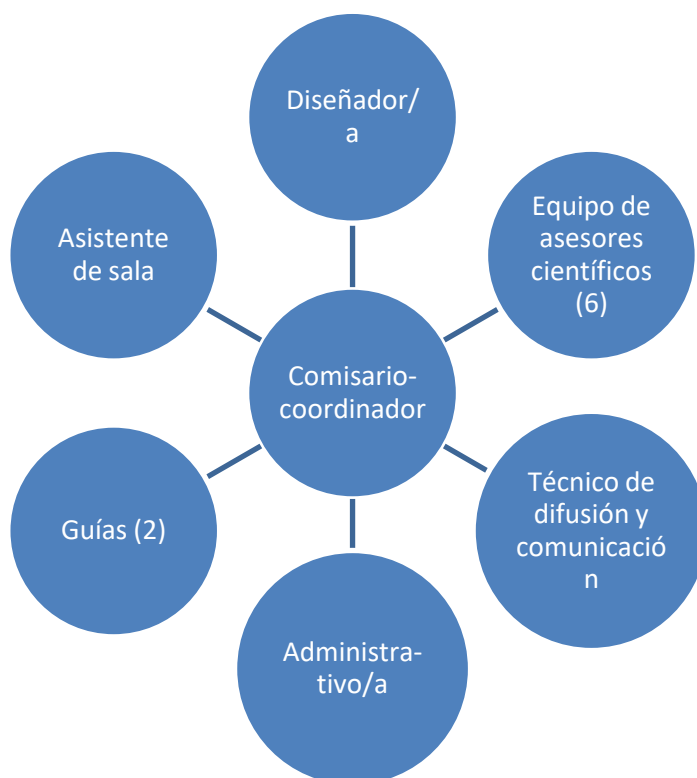 Diseñador/
a
Equipo de
asesores
científicos
(6)
Asistente
de sala
Comisario-
coordinador
Técnico de
difusión y
comunicació
n
Guías (2)
Administra-
tivo/a